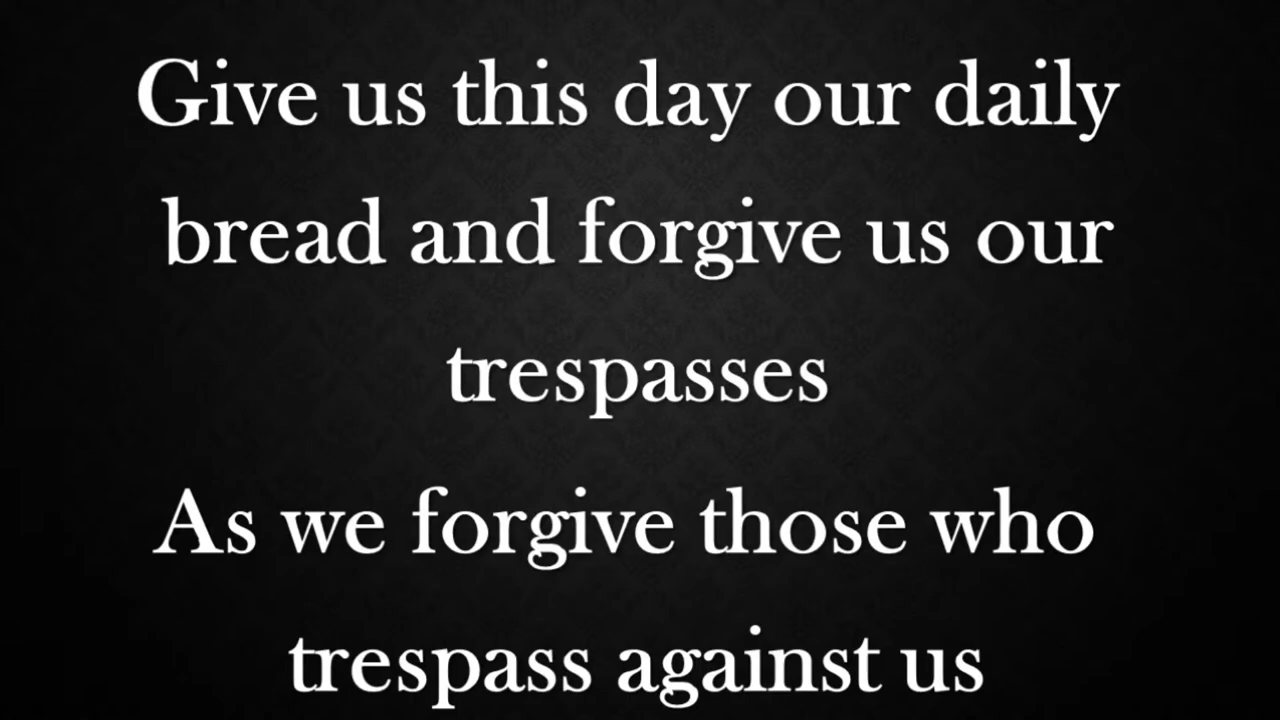 Give us this day our daily
bread and forgive us our
trespasses
As we forgive those who
trespass against us